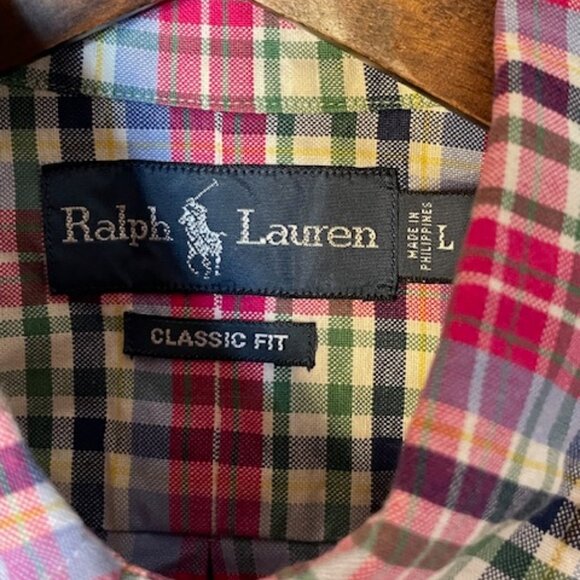 Ralph Lauren
MADE IN
PHILIPPINES
L
CLASSIC FIT